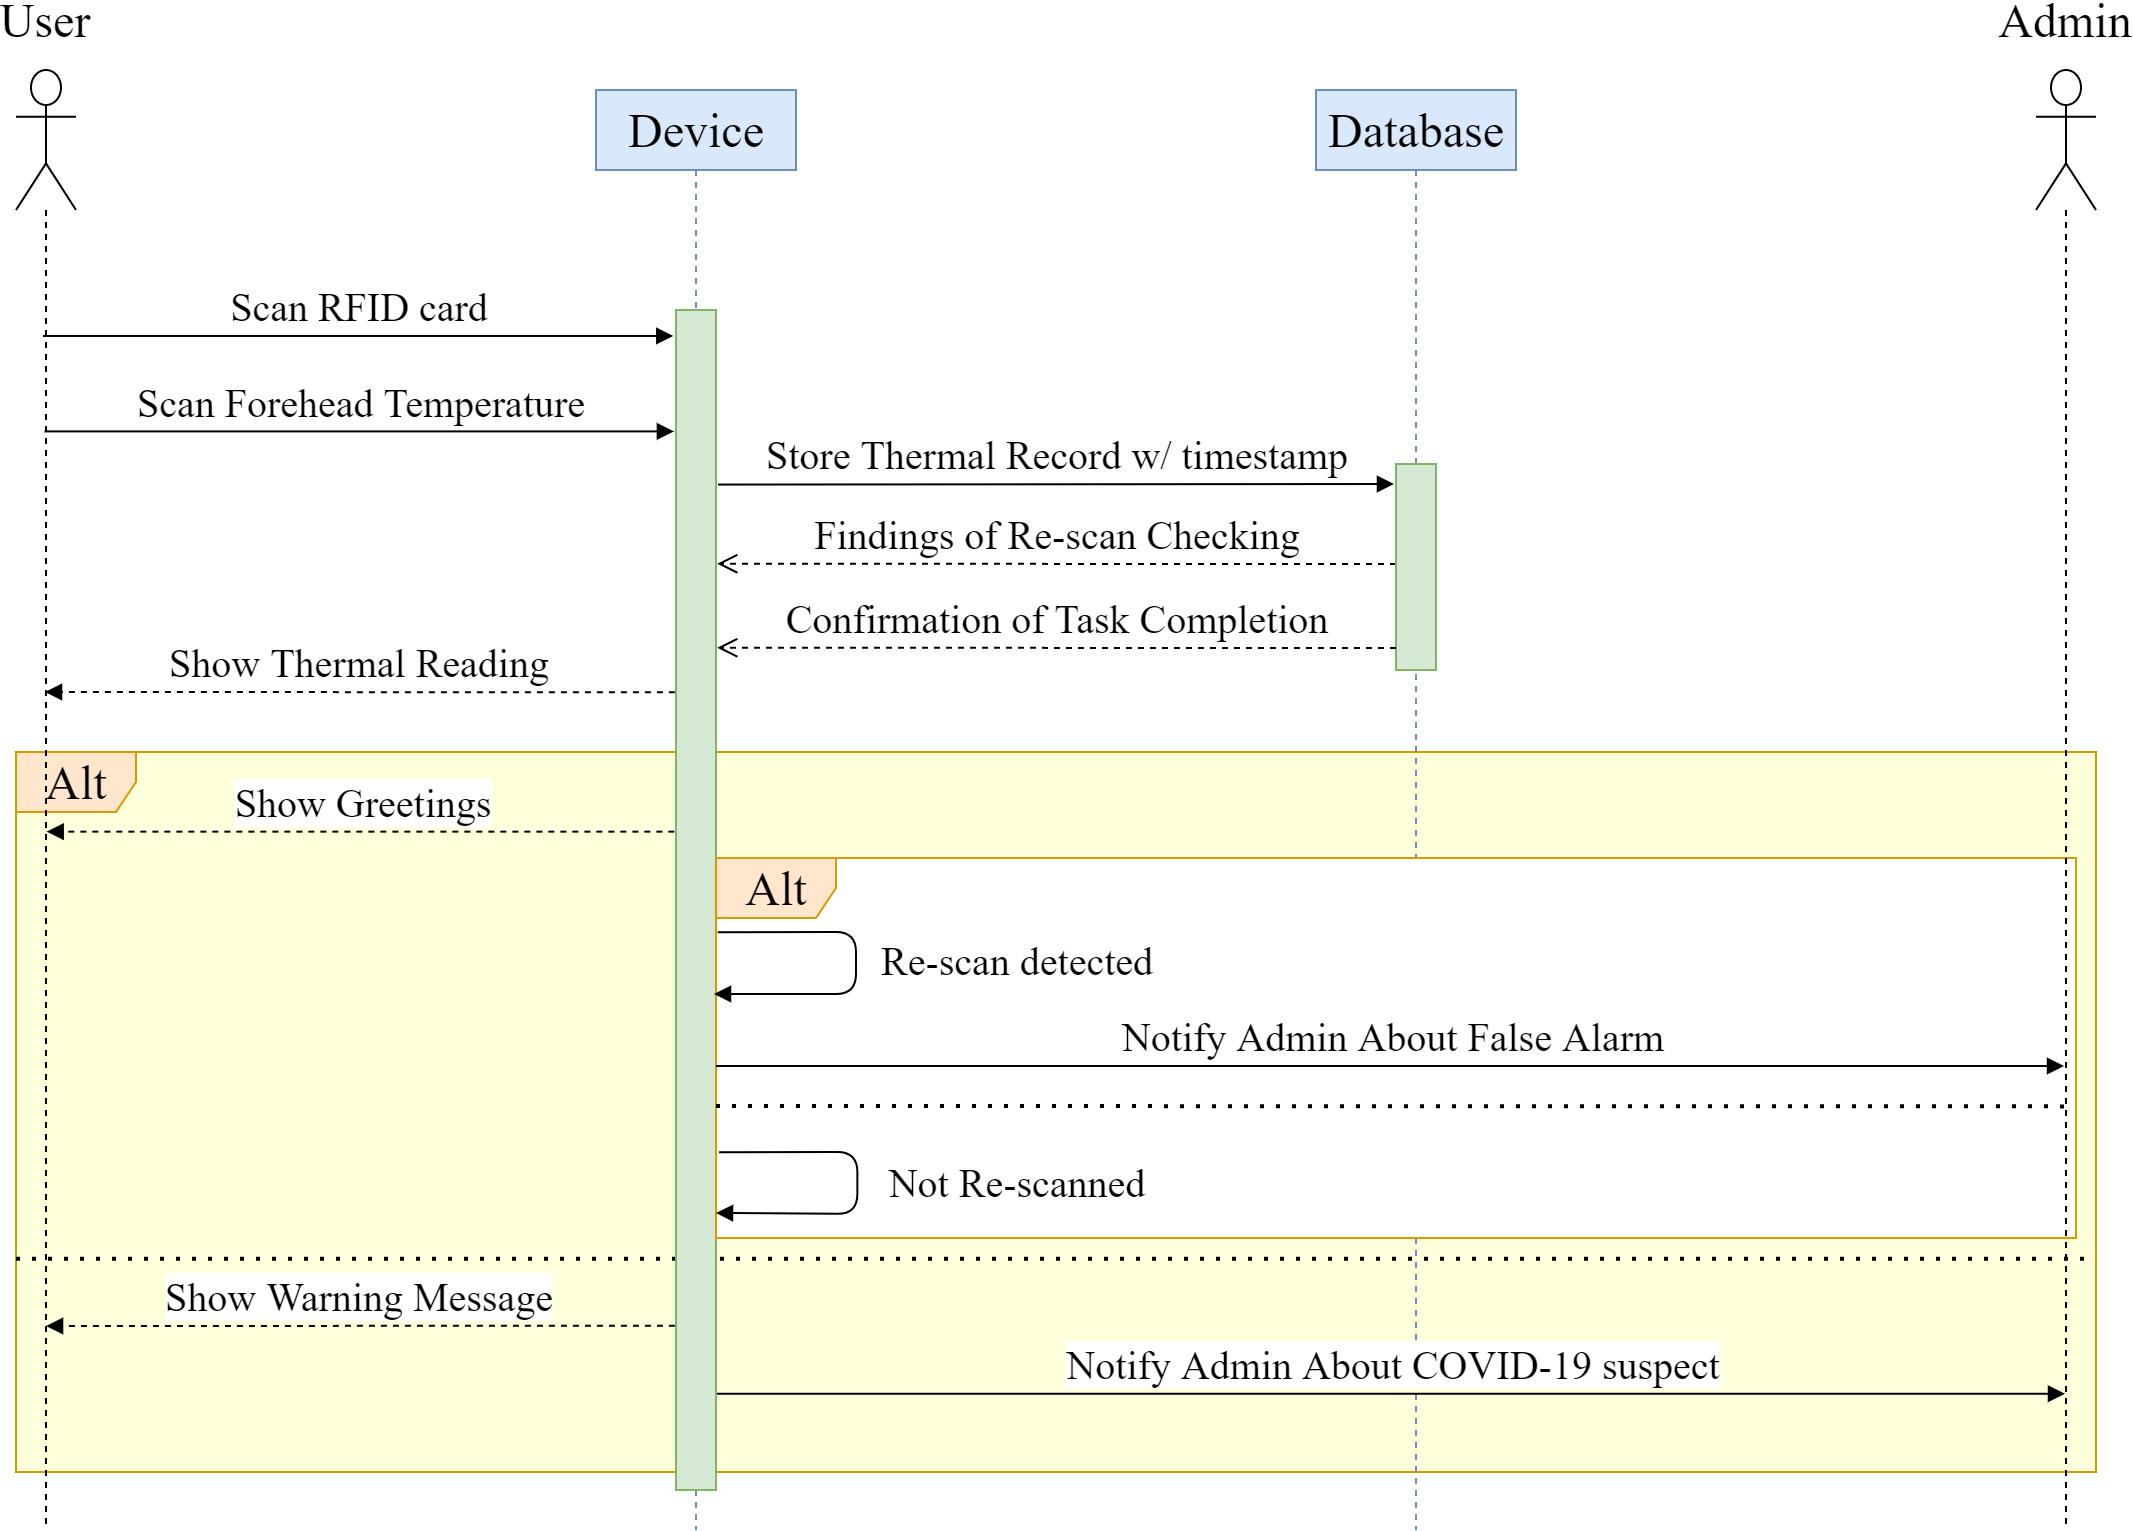 User
Admin
Device
Database
Scan RFID card
Scan Forehead Temperature
Store Thermal Record w/ timestamp
Findings of Re-scan Checking
Confirmation of Task Completion
Show Thermal Reading
Alt
Show Greetings
Alt
Re-scan detected
Notify Admin About False Alarm
Not Re-scanned
Show Warning Message
Notify Admin About COVID-19 suspect